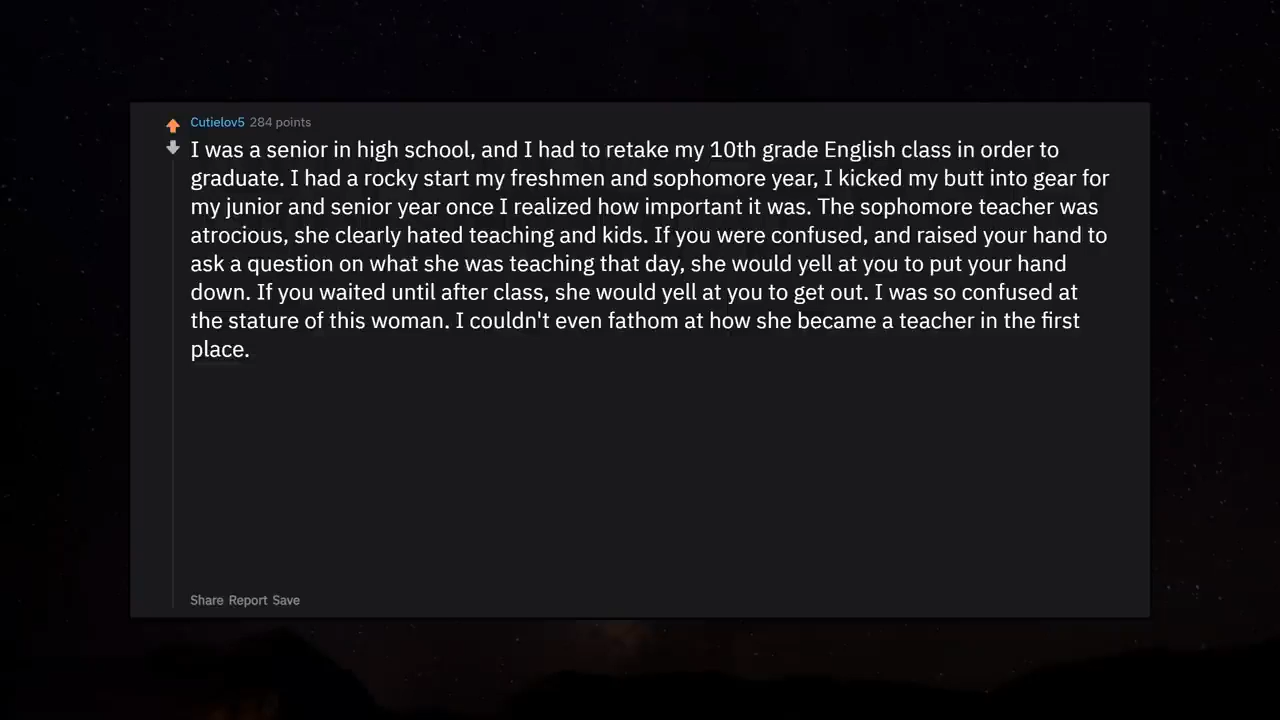 Cutielov5 284 points
I was a senior in high school, and I had to retake my 10th grade English class in order to
graduate. I had a rocky start my freshmen and sophomore year, I kicked my butt into gear for
my junior and senior year once I realized how important it was. The sophomore teacher was
atrocious, she clearly hated teaching and kids. If you were confused, and raised your hand to
ask a question on what she was teaching that day, she would yell at you to put your hand
down. If you waited until after class, she would yell at you to get out. I was so confused at
the stature of this woman. I couldn't even fathom at how she became a teacher in the first
place.
Share Report Save